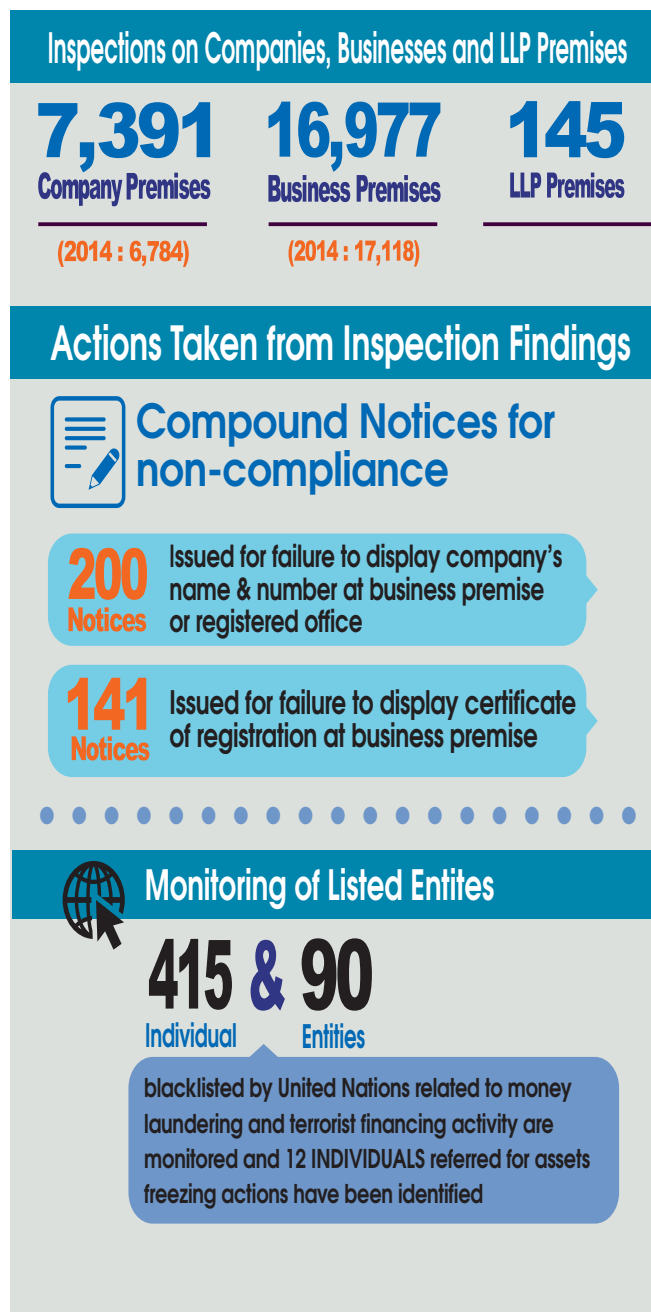 Inspections on Companies, Businesses and LLP Premises
7,391
Company Premises
(2014 : 6,784)
16,977
Business Premises
(2014 : 17,118)
145
LLP Premises
Actions Taken from Inspection Findings
Compound Notices for
non-compliance
200
Notices
Issued for failure to display company's
name & number at business premise
or registered office
141
Notices
Issued for failure to display certificate
of registration at business premise
Monitoring of Listed Entites
415 & 90
Individual Entities
blacklisted by United Nations related to money
laundering and terrorist financing activity are
monitored and 12 INDIVIDUALS referred for assets
freezing actions have been identified